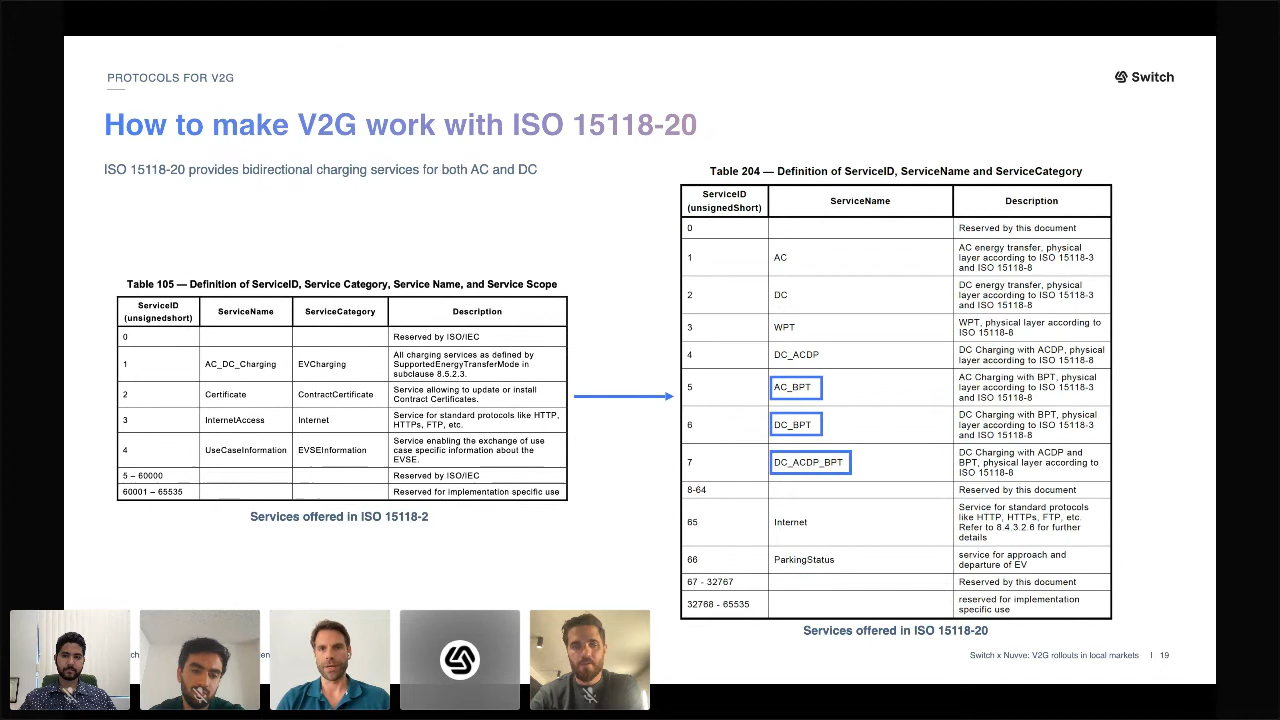 PROTOCOLS FOR V2G
Switch
How to make V2G work with ISO 15118-20
ISO 15118-20 provides bidirectional charging services for both AC and DC
Table 105 — Definition of ServiceID, Service Category, Service Name, and Service Scope
ServiceID
(unsignedshort)
ServiceName
ServiceCategory
Description
0
Reserved by ISO/IEC
1
AC_DC_Charging
EVCharging
All charging services as defined by
SupportedEnergyTransferMode in
subclause 8.5.2.3.
2
Certificate
ContractCertificate
Service allowing to update or install
Contract Certificates.
3
InternetAccess
Internet
Service for standard protocols like HTTP,
HTTPs, FTP, etc.
4
UseCaseInformation
EVSEInformation
Service enabling the exchange of use
case specific information about the
EVSE.
5 – 60000
Reserved by ISO/IEC
60001 – 65535
Reserved for implementation specific use
Services offered in ISO 15118-2
Table 204 — Definition of ServiceID, ServiceName and ServiceCategory
ServiceID
(unsignedShort)
ServiceName
Description
0
Reserved by this document
1
AC
AC energy transfer, physical
layer according to ISO 15118-3
and ISO 15118-8
2
DC
DC energy transfer, physical
layer according to ISO 15118-3
and ISO 15118-8
3
WPT
WPT, physical layer according to
ISO 15118-8
4
DC_ACDP
DC Charging with ACDP, physical
layer according to ISO 15118-8
5
AC_BPT
AC Charging with BPT, physical
layer according to ISO 15118-3
and ISO 15118-8
6
DC_BPT
DC Charging with BPT, physical
layer according to ISO 15118-3
and ISO 15118-8
7
DC_ACDP_BPT
DC Charging with ACDP and
BPT, physical layer according to
ISO 15118-8
8-64
Reserved by this document
65
Internet
Service for standard protocols
like HTTP, HTTPs, FTP, etc.
Refer to 8.4.3.2.6 for further
details
66
ParkingStatus
service for approach and
departure of EV
67 - 32767
Reserved by this document
32768 - 65535
reserved for implementation
specific use
Services offered in ISO 15118-20
Switch x Nuvve: V2G rollouts in local markets | 19